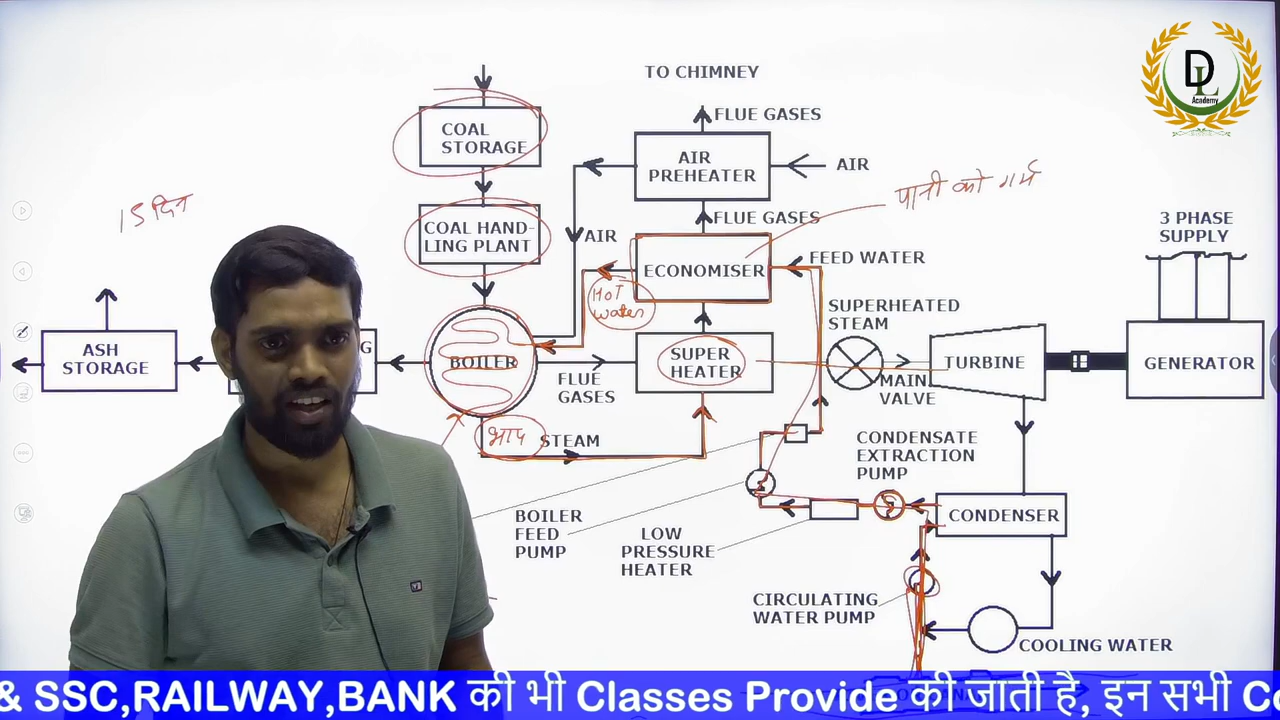 TO CHIMNEY
FLUE GASES
DL
Academy
COAL
STORAGE
AIR
PREHEATER
AIR
पानी को गर्म
15 दिन
COAL HAND-
LING PLANT
AIR
FLUE GASES
3 PHASE
SUPPLY
ECONOMISER
FEED WATER
HOT
water
SUPERHEATED
STEAM
ASH
STORAGE
G
BOILER
FLUE
GASES
SUPER
HEATER
MAIN
VALVE
TURBINE
GENERATOR
भाप
STEAM
CONDENSATE
EXTRACTION
PUMP
BOILER
FEED
PUMP
LOW
PRESSURE
HEATER
CONDENSER
CIRCULATING
WATER PUMP
COOLING WATER
& SSC,RAILWAY,BANK की भी Classes Provide की जाती है, इन सभी Co